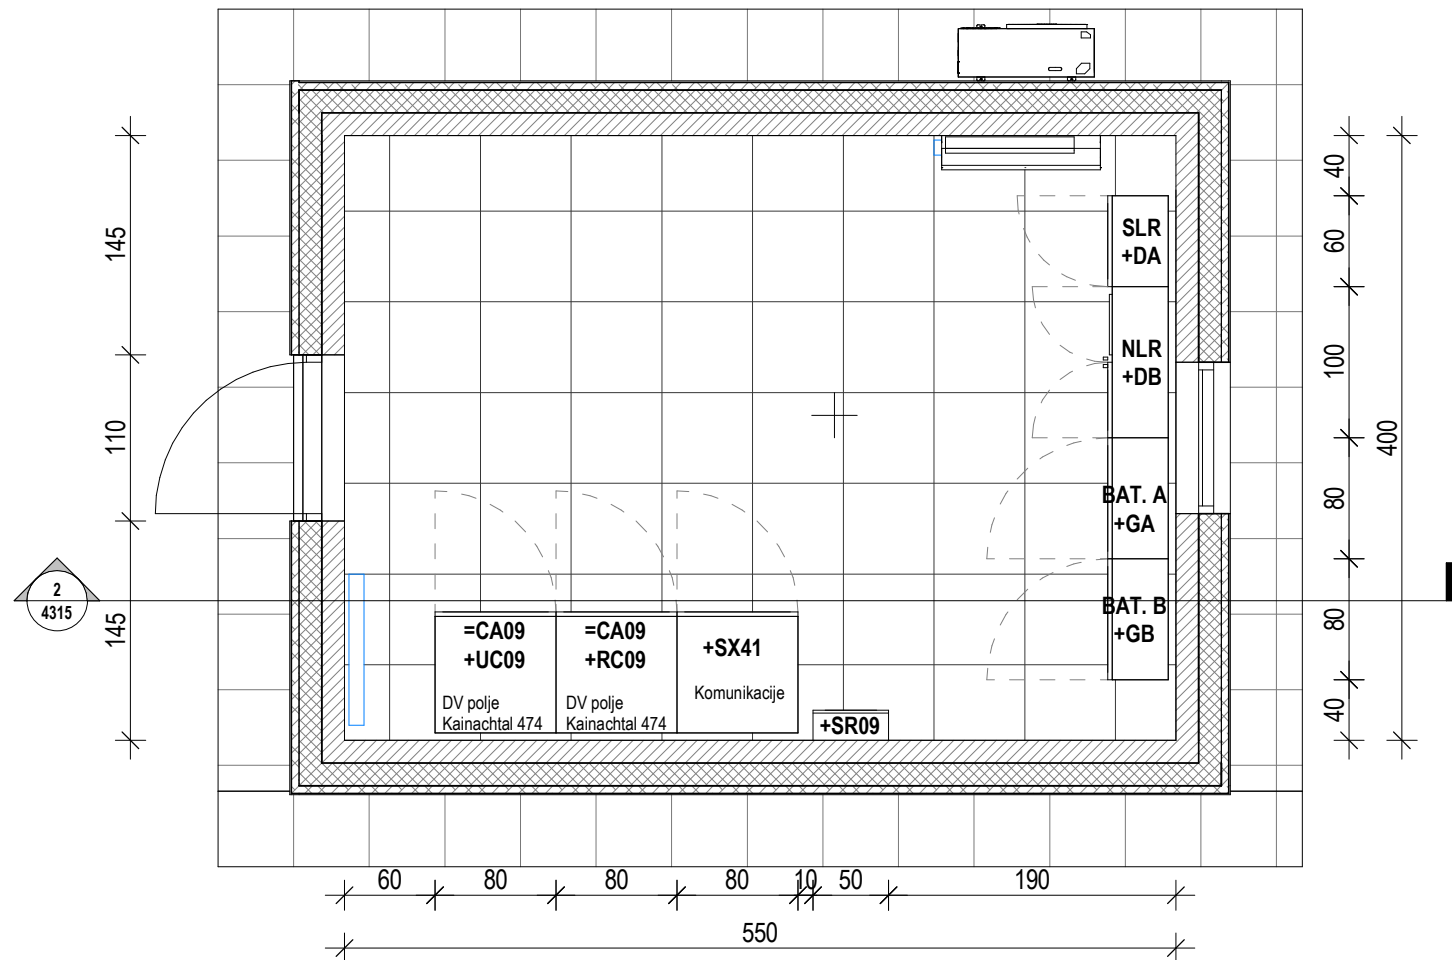 SLR
+DA
NLR
+DB
BAT. A
+GA
BAT. B
+GB
=CA09
+UC09
DV polje
Kainachtal 474
=CA09
+RC09
DV polje
Kainachtal 474
+SX41
Komunikacije
+SR09
2
4315
145
110
145
40
60
100
80
80
40
400
60
80
80
80
10
50
190
550